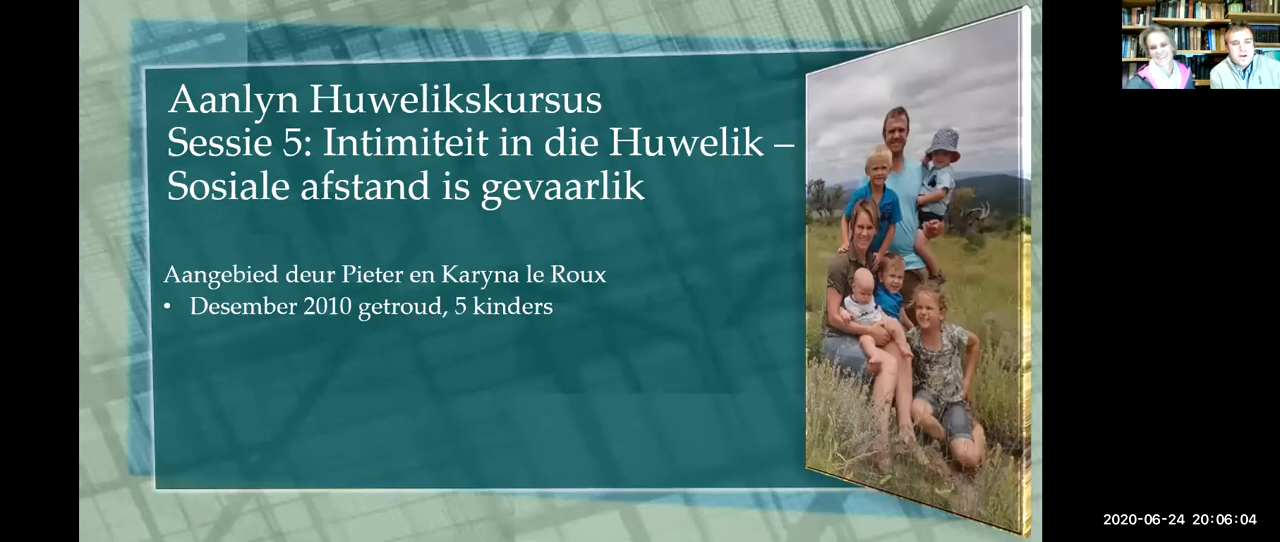 Aanlyn Huwelikskursus
Sessie 5: Intimiteit in die Huwelik –
Sosiale afstand is gevaarlik
Aangebied deur Pieter en Karyna le Roux
• Desember 2010 getroud, 5 kinders
2020-06-24 20:06:04